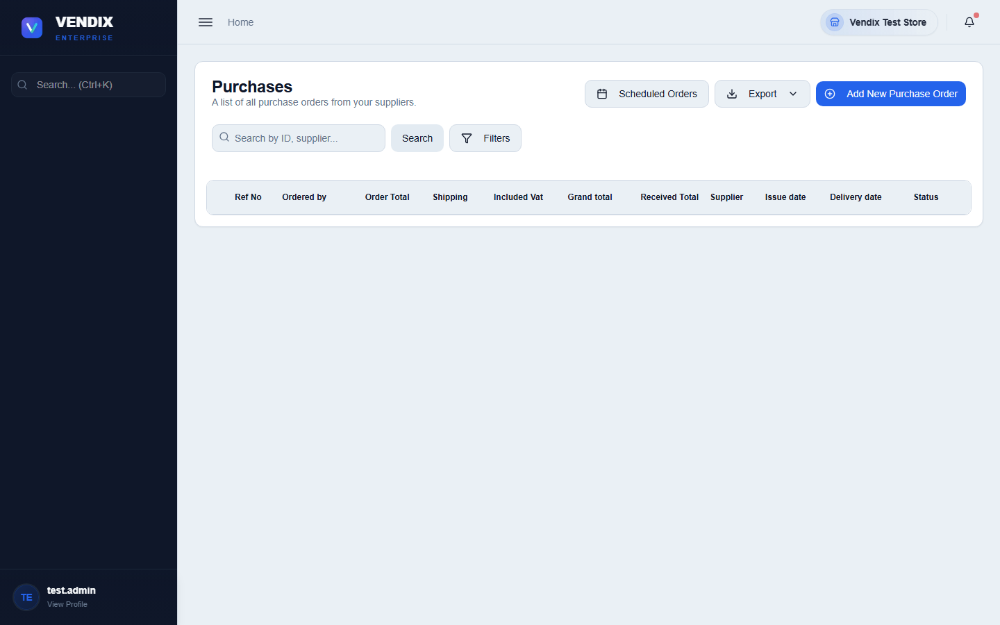 VENDIX
ENTERPRISE
Search... (Ctrl+K)
test.admin
TE
View Profile
Home
Vendix Test Store
Purchases
A list of all purchase orders from your suppliers.
Scheduled Orders
Export
Add New Purchase Order
Search by ID, supplier...
Search
Filters
Ref No Ordered by Order Total Shipping Included Vat Grand total Received Total Supplier Issue date Delivery date Status